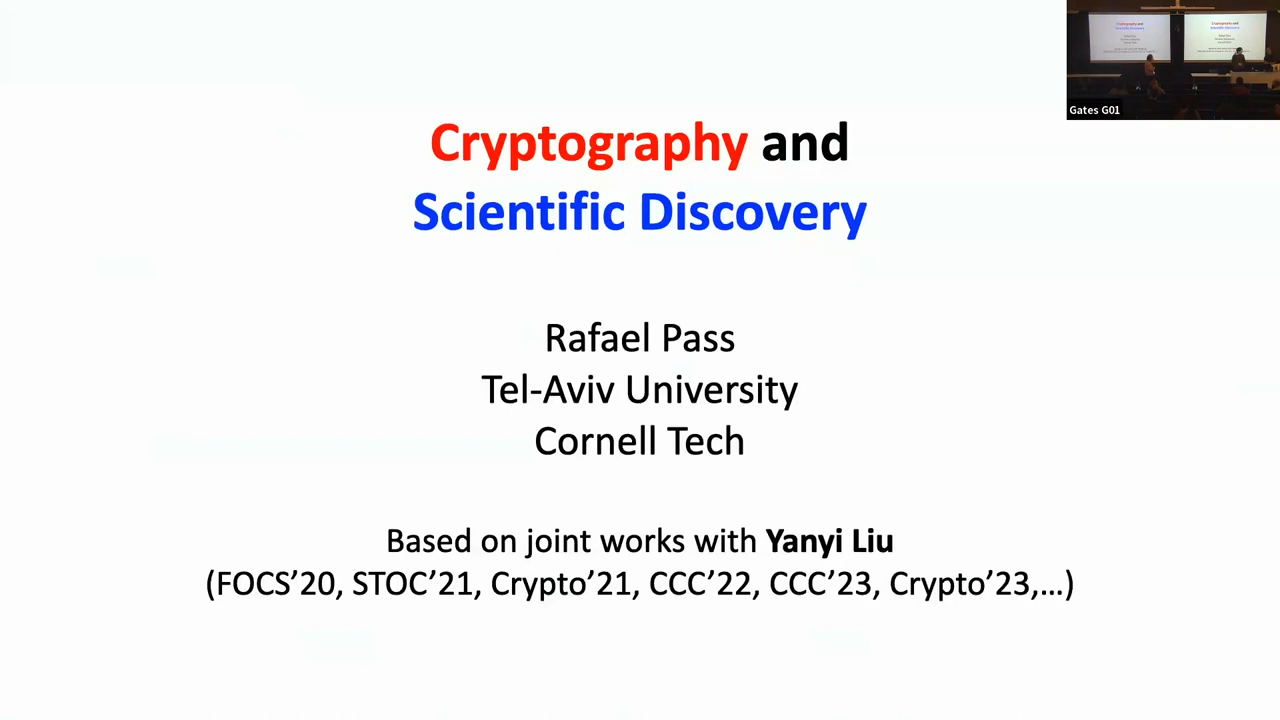 Cryptography and
Scientific Discovery
Rafael Pass
Tel-Aviv University
Cornell Tech
Based on joint works with Yanyi Liu
(FOCS’20, STOC’21, Crypto’21, CCC’22, CCC’23, Crypto’23,…)
Gates G01